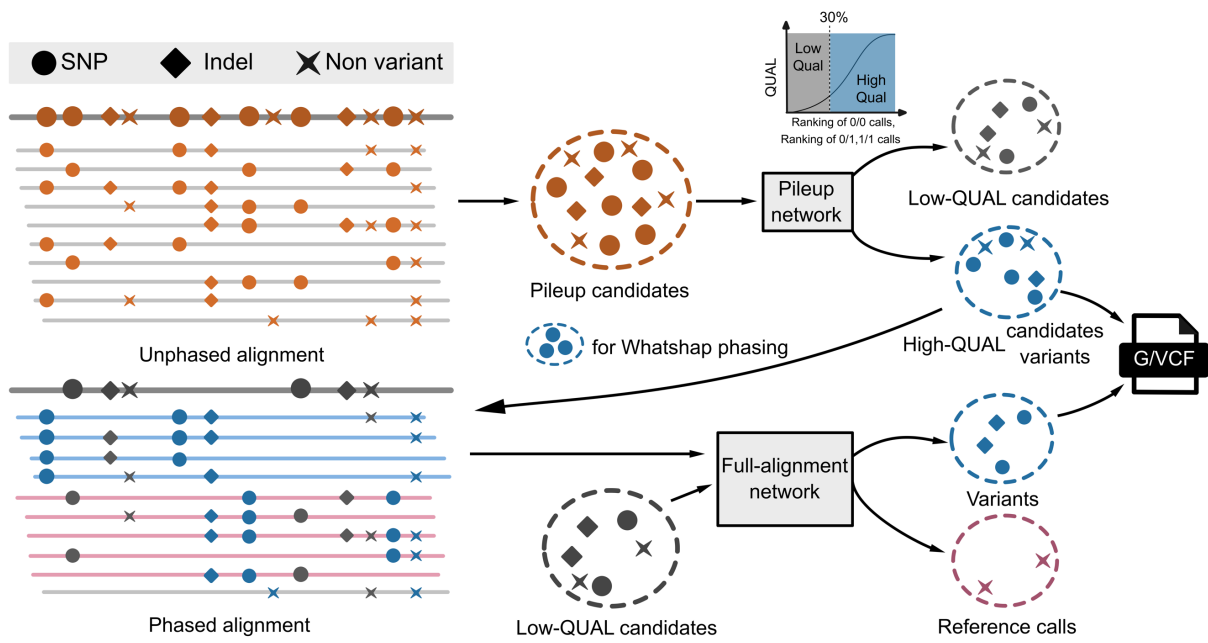 SNP
Indel
Non variant
30%
Low
Qual
High
Qual
QUAL
Ranking of 0/0 calls,
Ranking of 0/1,1/1 calls
Pileup
network
Low-QUAL candidates
Pileup candidates
Unphased alignment
for Whatshap phasing
High-QUAL
candidates
variants
G/VCF
Full-alignment
network
Variants
Low-QUAL candidates
Reference calls
Phased alignment